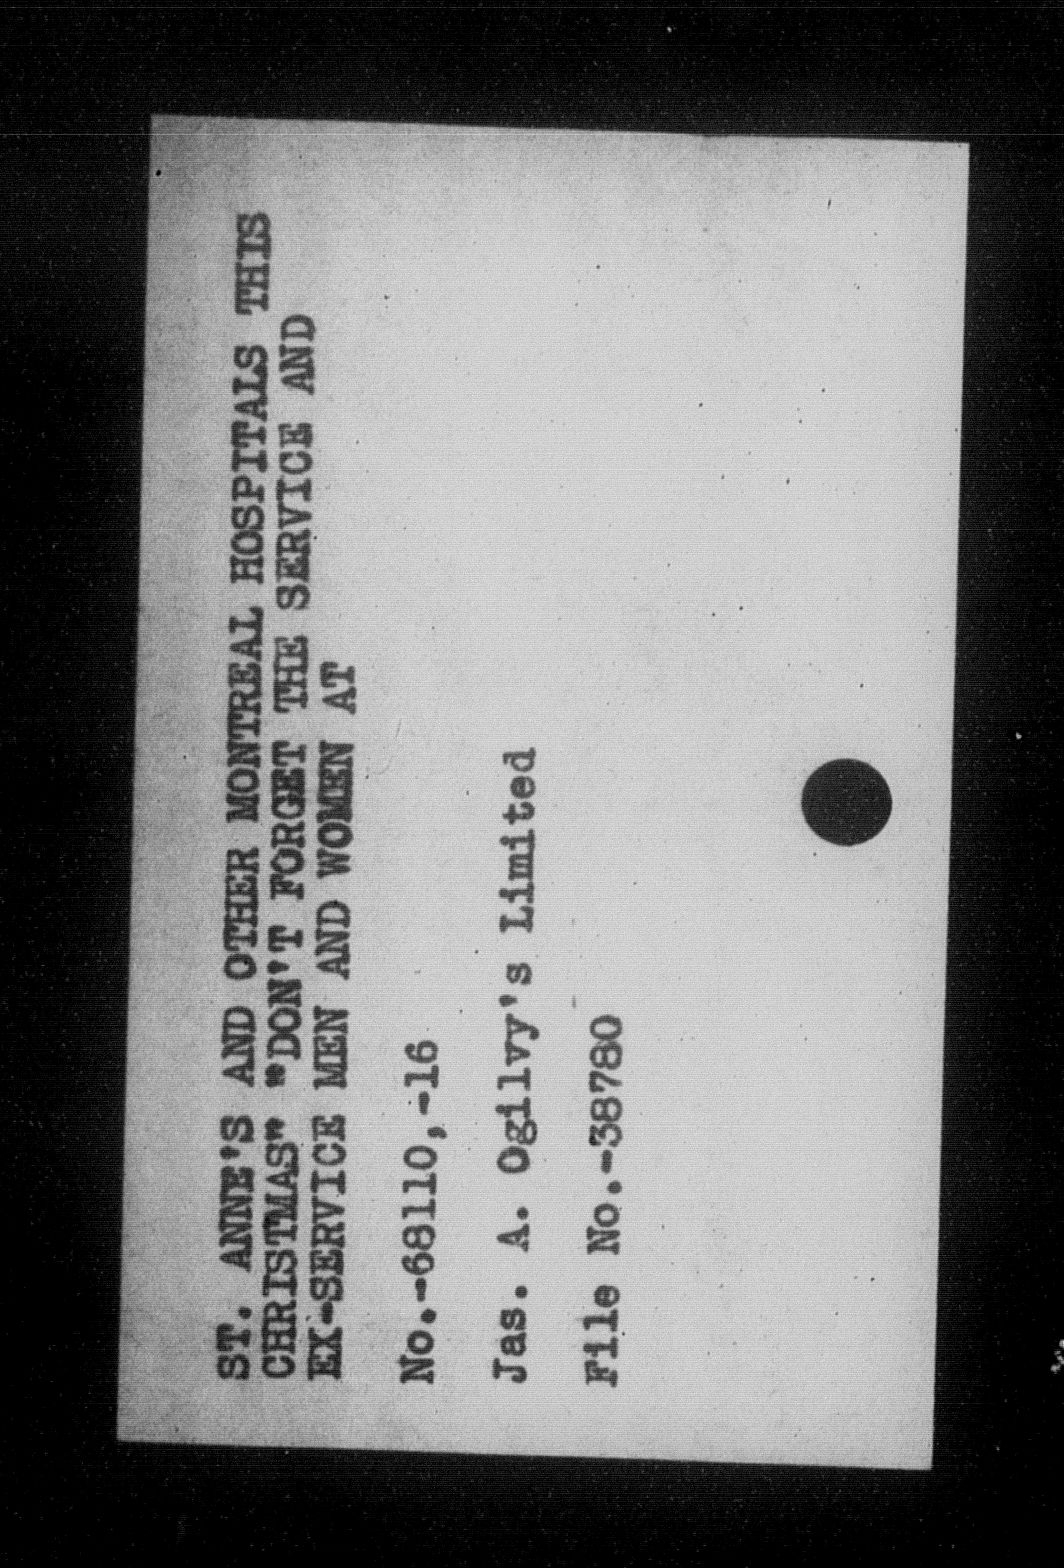 ST. ANNE'S AND OTHER MONTREAL HOSPITALS THIS
CHRISTMAS" "DON'T FORGET THE SERVICE AND
EX-SERVICE MEN AND WOMEN AT
No.-68110,-16
Jas. A. Ogilvy's Limited
File No.-38780